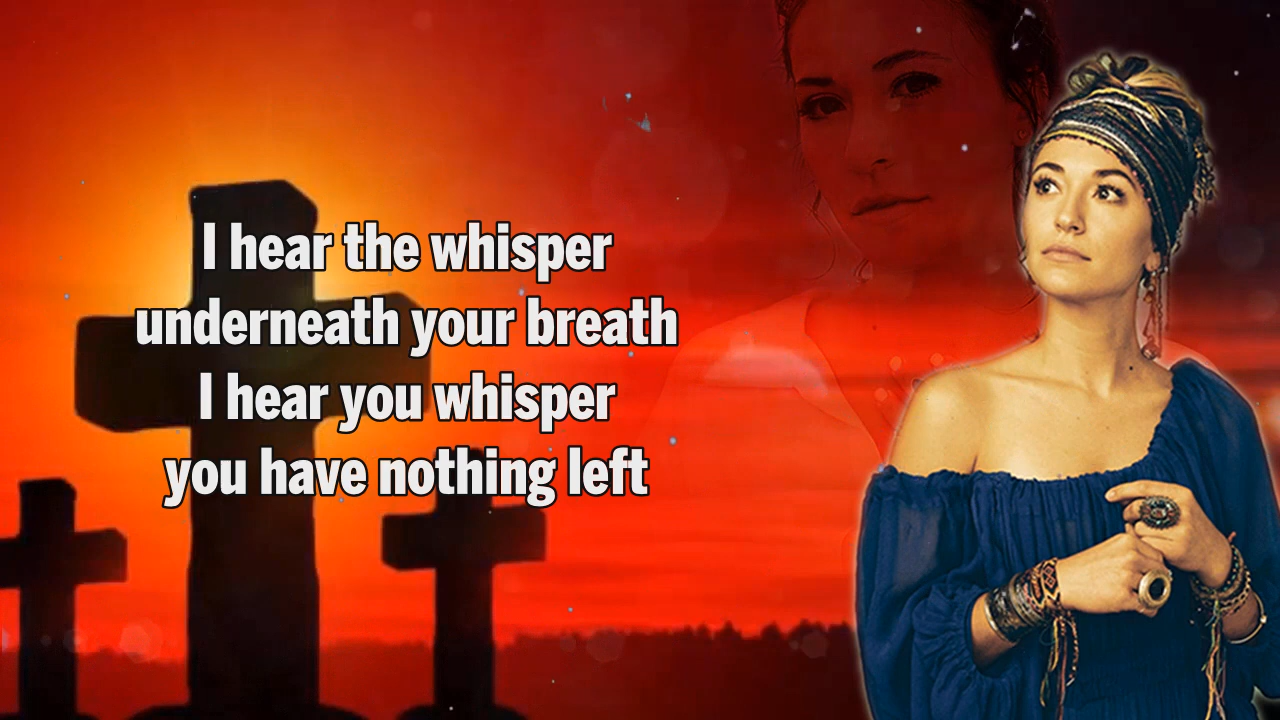 I hear the whisper
underneath your breath
I hear you whisper
you have nothing left